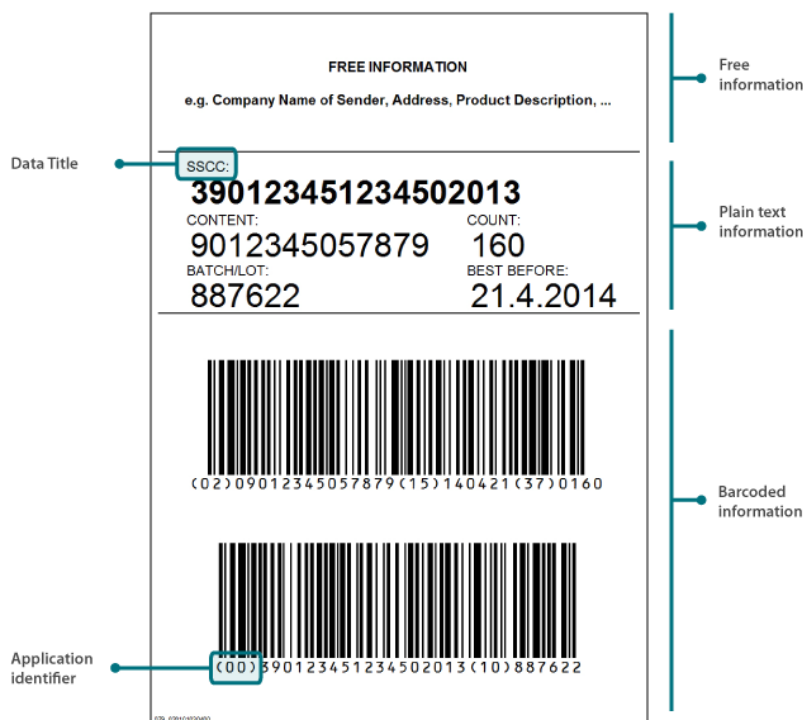 FREE INFORMATION
Free
information
e.g. Company Name of Sender, Address, Product Description, ...
Data Title
SSCC:
390123451234502013
Plain text
information
CONTENT:
COUNT:
9012345057879
160
BATCH/LOT:
BEST BEFORE:
887622
21.4.2014
(02)09012345057879(15)140421(37)0160
Barcoded
information
Application
identifier
(00)390123451234502013(10)887622